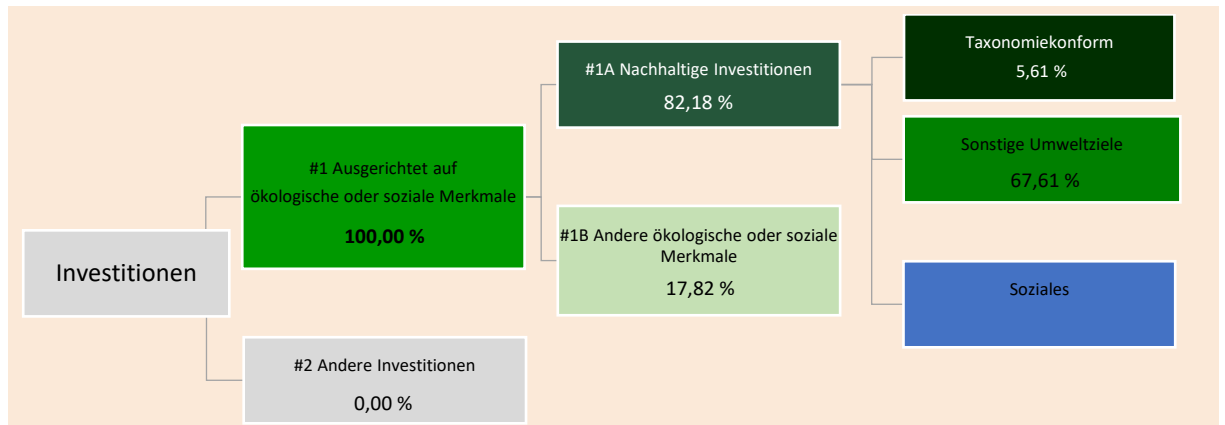 Investitionen
#1 Ausgerichtet auf
ökologische oder soziale Merkmale
100,00 %
#2 Andere Investitionen
0,00 %
#1A Nachhaltige Investitionen
82,18 %
#1B Andere ökologische oder soziale
Merkmale
17,82 %
Taxonomiekonform
5,61 %
Sonstige Umweltziele
67,61 %
Soziales